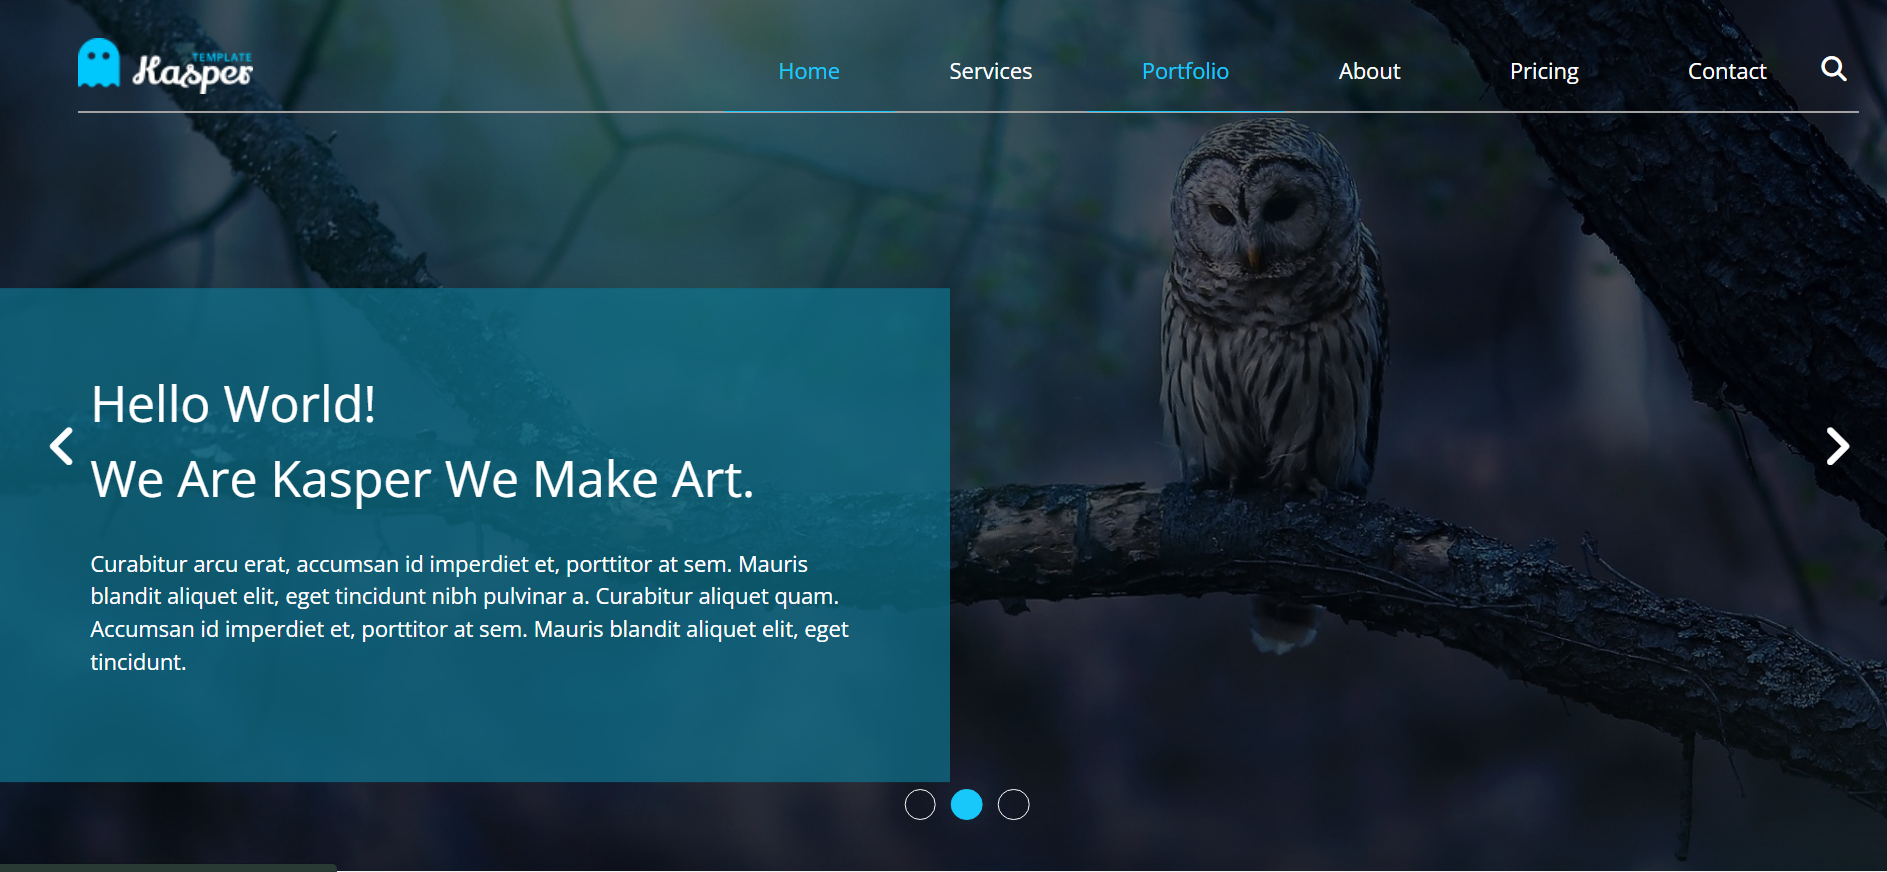 TEMPLATE
Kasper
Home Services Portfolio About Pricing Contact
Hello World!
We Are Kasper We Make Art.
Curabitur arcu erat, accumsan id imperdiet et, porttitor at sem. Mauris
blandit aliquet elit, eget tincidunt nibh pulvinar a. Curabitur aliquet quam.
Accumsan id imperdiet et, porttitor at sem. Mauris blandit aliquet elit, eget
tincidunt.